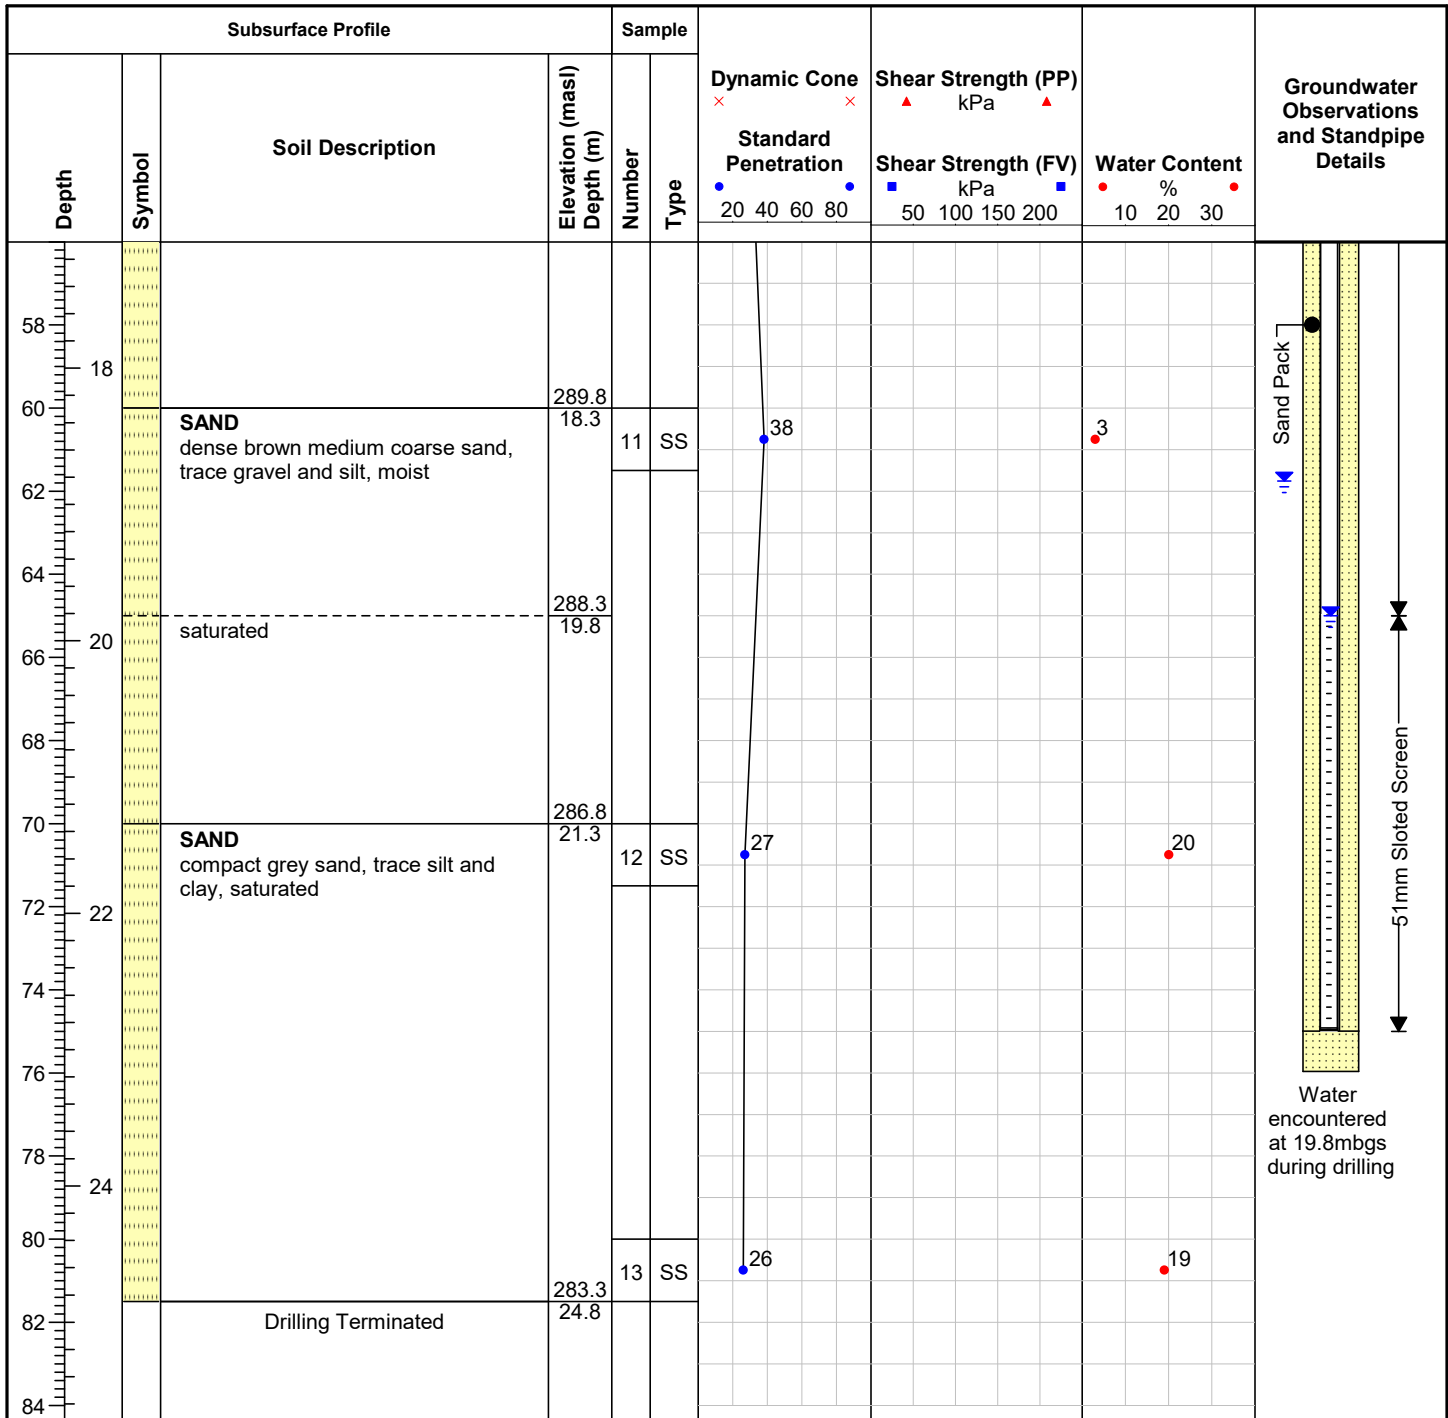 Subsurface Profile
Sample
Depth
Symbol
Soil Description
Elevation (masl)
Depth (m)
Number
Type
Dynamic Cone
Standard
Penetration
20 40 60 80
Shear Strength (PP)
kPa
Shear Strength (FV)
kPa
50 100 150 200
Water Content
%
10 20 30
Groundwater
Observations
and Standpipe
Details
58
18
60
62
64
20
66
68
70
72
22
74
76
78
24
80
82
84
289.8
18.3
SAND
dense brown medium coarse sand,
trace gravel and silt, moist
11 SS
38
3
288.3
19.8
saturated
286.8
21.3
SAND
compact grey sand, trace silt and
clay, saturated
12 SS
27
20
13 SS
26
19
283.3
24.8
Drilling Terminated
Sand Pack
51mm Sloted Screen
Water
encountered
at 19.8mbgs
during drilling